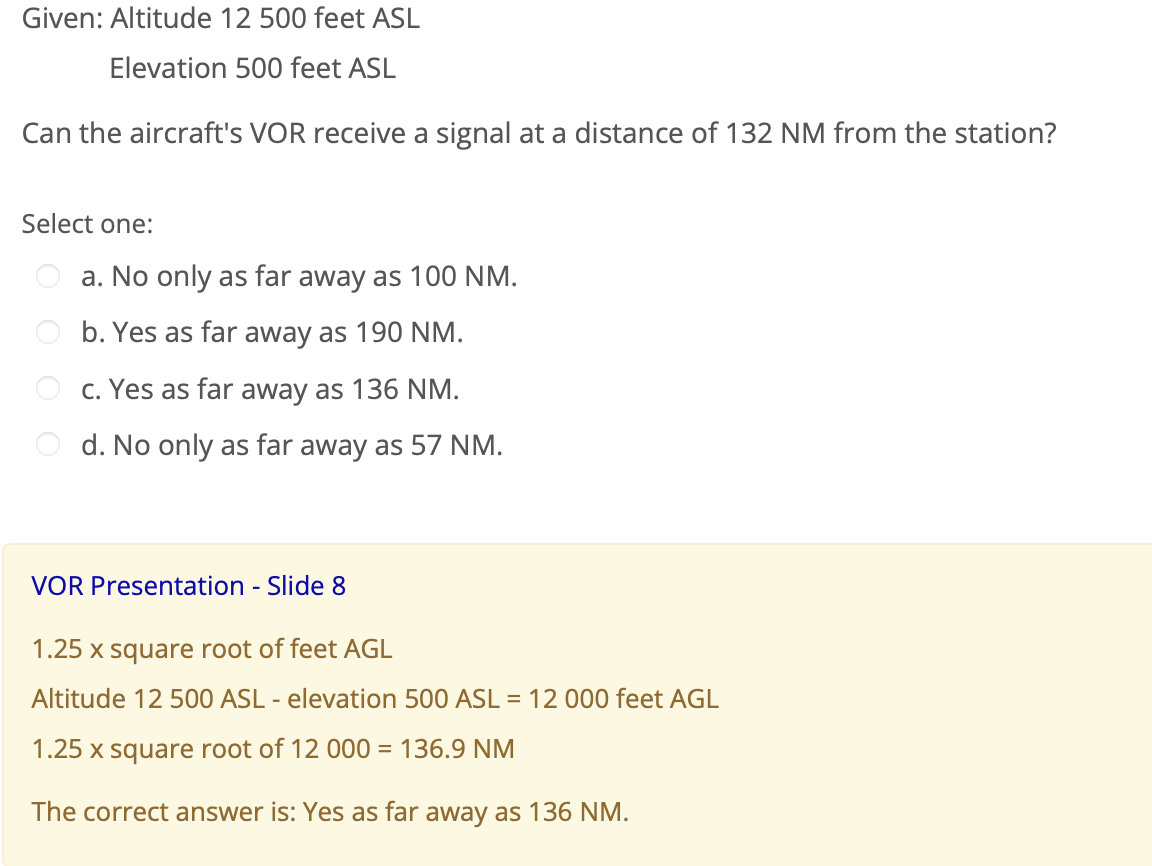 Given: Altitude 12 500 feet ASL
Elevation 500 feet ASL
Can the aircraft's VOR receive a signal at a distance of 132 NM from the station?
Select one:
a. No only as far away as 100 NM.
b. Yes as far away as 190 NM.
c. Yes as far away as 136 NM.
d. No only as far away as 57 NM.
VOR Presentation - Slide 8
1.25 x square root of feet AGL
Altitude 12 500 ASL - elevation 500 ASL = 12 000 feet AGL
1.25 x square root of 12 000 = 136.9 NM
The correct answer is: Yes as far away as 136 NM.